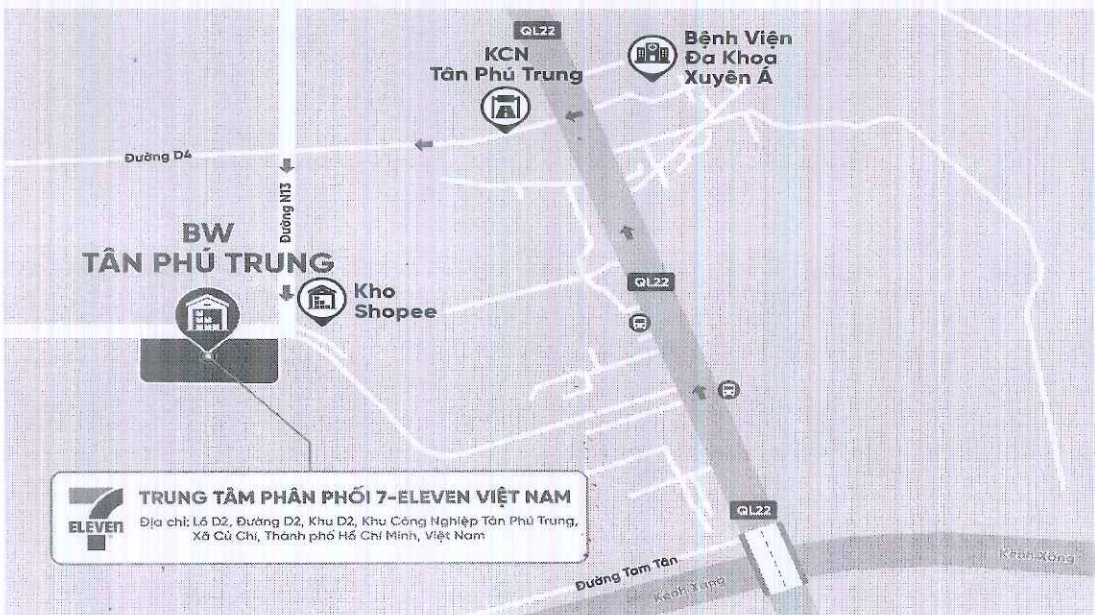 QL22
KCN
Tân Phú Trung
Bệnh Viện
Đa Khoa
Xuyên Á
Đường D4
Đường N13
BW
TÂN PHÚ TRUNG
Kho
Shopee
QL22
7
ELEVEN
TRUNG TÂM PHÂN PHỐI 7-ELEVEN VIỆT NAM
Địa chỉ: Lô D2, Đường D2, Khu D2, Khu Công Nghiệp Tân Phú Trung,
Xã Củ Chi, Thành phố Hồ Chí Minh, Việt Nam
QL22
Đường Tam Tân
Kênh Xáng
Kênh Xáng